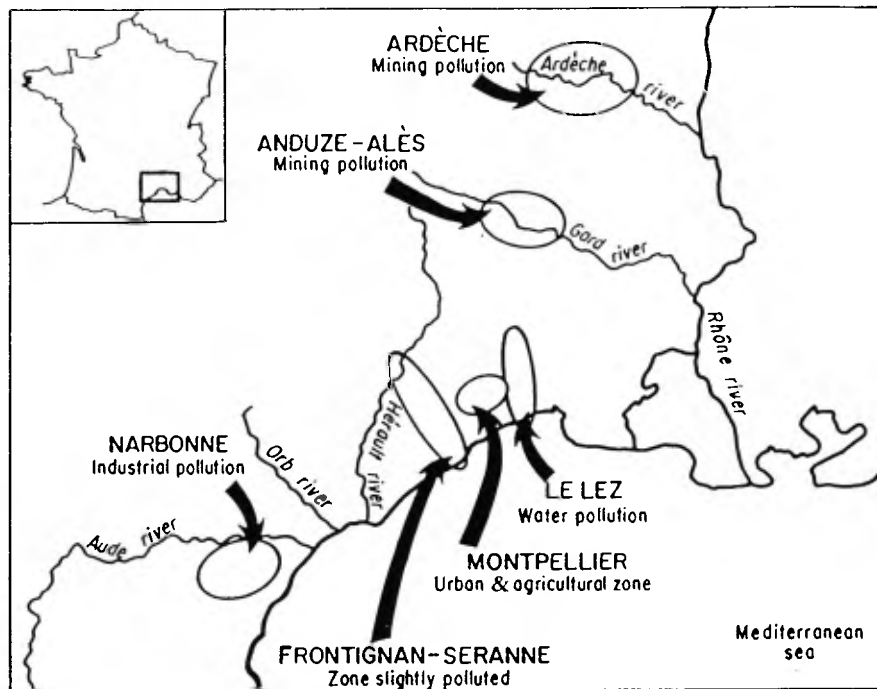 ARDÈCHE
Mining pollution
Ardèche river
ANDUZE-ALÈS
Mining pollution
Gard river
Rhône river
Hérault river
NARBONNE
Industrial pollution
Orb river
Aude river
LE LEZ
Water pollution
MONTPELLIER
Urban & agricultural zone
FRONTIGNAN-SERANNE
Zone slightly polluted
Mediterranean
sea